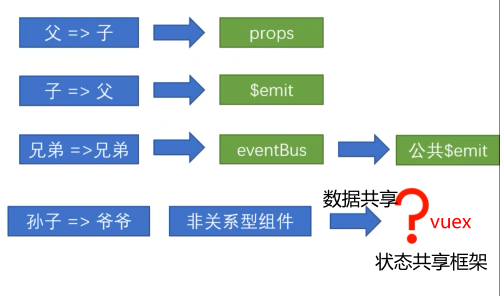 父 => 子
props
子 => 父
$emit
兄弟 =>兄弟
eventBus
公共$emit
孙子 => 爷爷
非关系型组件
数据共享
?
vuex
状态共享框架